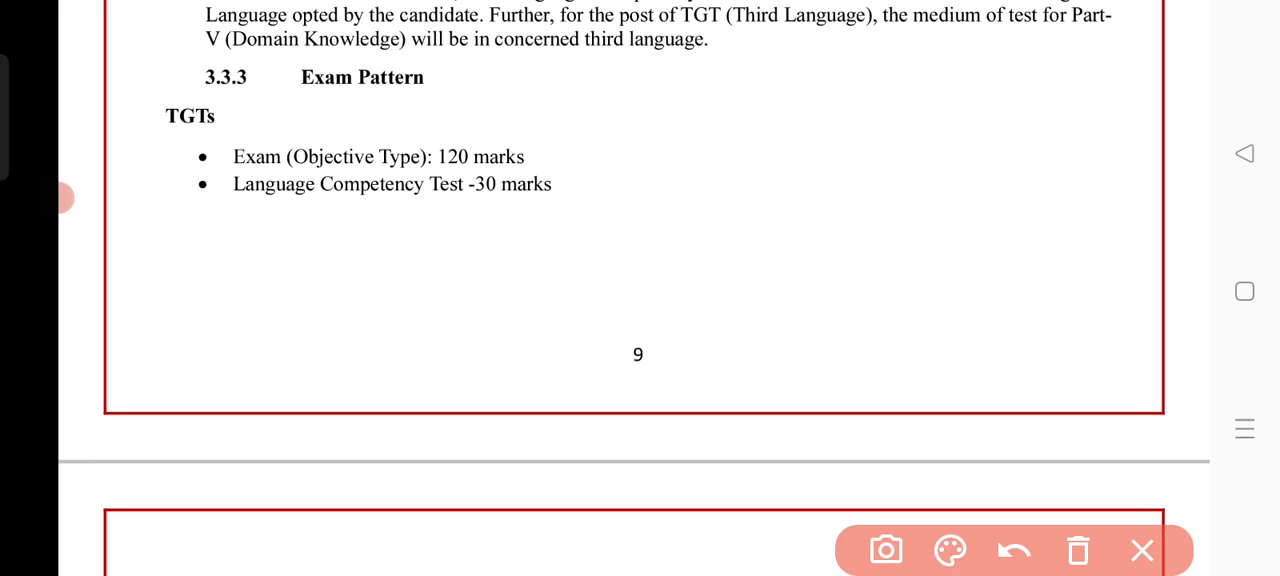 Language opted by the candidate. Further, for the post of TGT (Third Language), the medium of test for Part-
V (Domain Knowledge) will be in concerned third language.
3.3.3 Exam Pattern
TGTs
• Exam (Objective Type): 120 marks
• Language Competency Test -30 marks
9